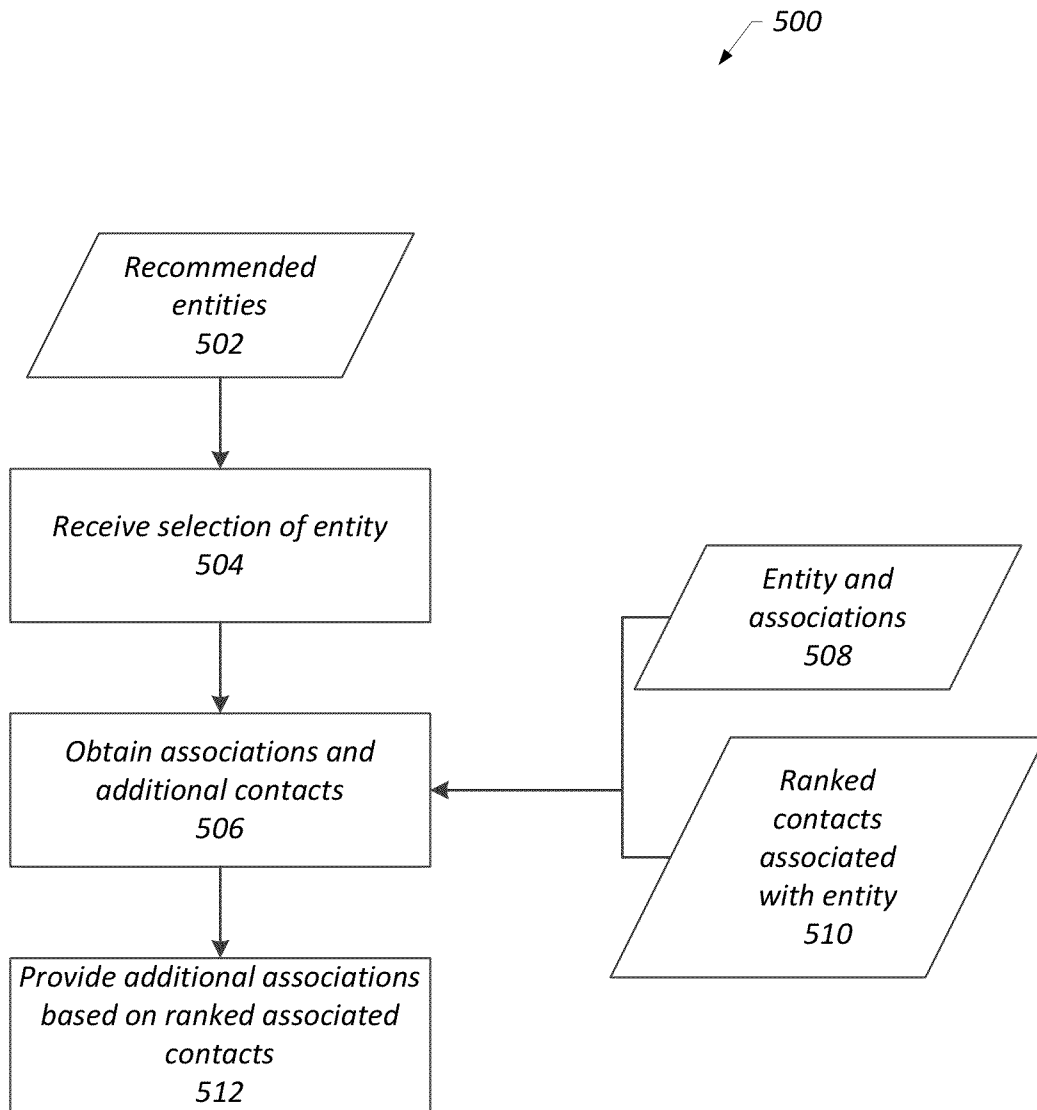 500
Recommended
entities
502
Receive selection of entity
504
Entity and
associations
508
Obtain associations and
additional contacts
506
Ranked
contacts
associated
with entity
510
Provide additional associations
based on ranked associated
contacts
512